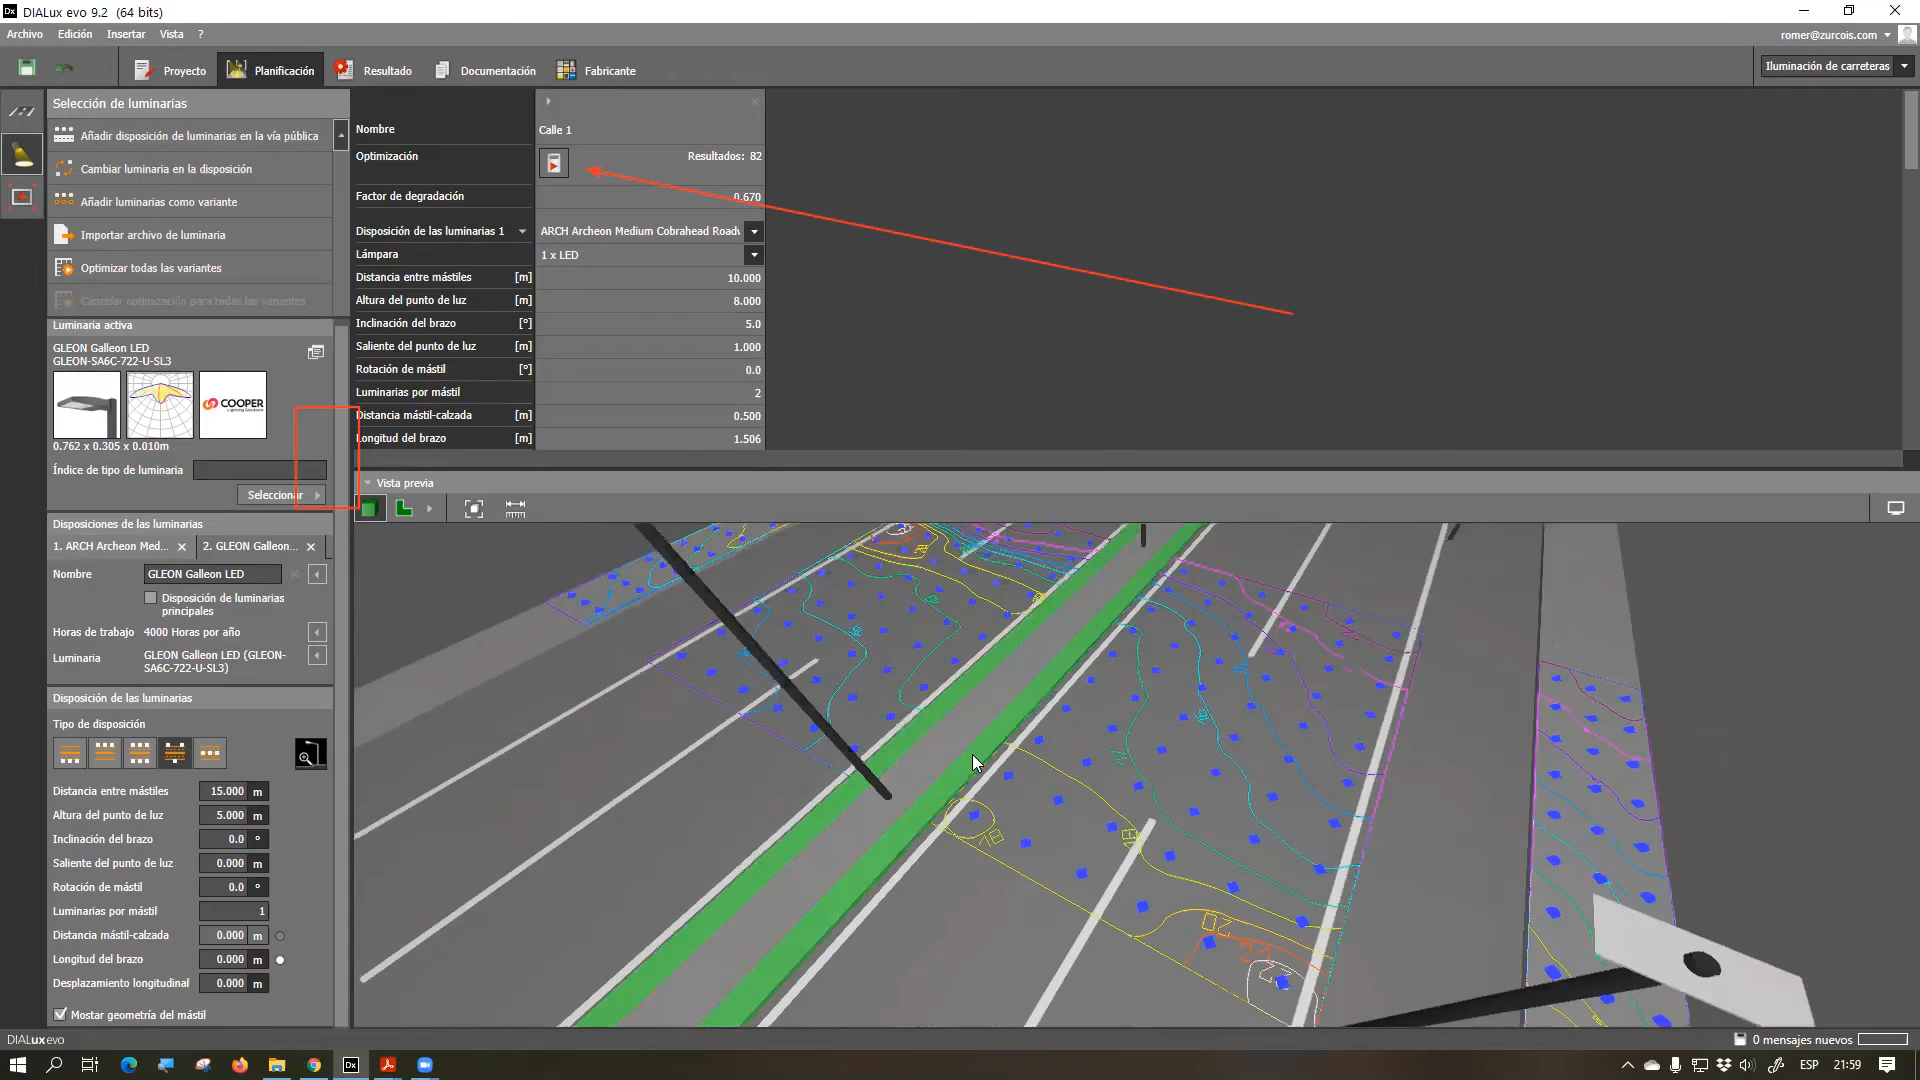 DIALux evo 9.2 (64 bits)
Archivo Edición Insertar Vista ?
romer@zurcois.com
Proyecto Planificación Resultado Documentación Fabricante
Iluminación de carreteras
Selección de luminarias
Añadir disposición de luminarias en la vía pública
Cambiar luminaria en la disposición
Añadir luminarias como variante
Importar archivo de luminaria
Optimizar todas las variantes
Cancelar optimización para todas las variantes
Luminaria activa
GLEON Galleon LED
GLEON-SA6C-722-U-SL3
COOPER
Lighting Solutions
0.762 x 0.305 x 0.010m
Índice de tipo de luminaria
Seleccionar
Disposiciones de las luminarias
1. ARCH Archeon Med... 2. GLEON Galleon...
Nombre GLEON Galleon LED
Disposición de luminarias
principales
Horas de trabajo 4000 Horas por año
Luminaria GLEON Galleon LED (GLEON-
SA6C-722-U-SL3)
Disposición de las luminarias
Tipo de disposición
Distancia entre mástiles 15.000 m
Altura del punto de luz 5.000 m
Inclinación del brazo 0.0 °
Saliente del punto de luz 0.000 m
Rotación de mástil 0.0 °
Luminarias por mástil 1
Distancia mástil-calzada 0.000 m
Longitud del brazo 0.000 m
Desplazamiento longitudinal 0.000 m
Mostar geometría del mástil
Nombre Calle 1
Optimización Resultados: 82
Factor de degradación 0.670
Disposición de las luminarias 1 ARCH Archeon Medium Cobrahead Roadw
Lámpara 1 x LED
Distancia entre mástiles [m] 10.000
Altura del punto de luz [m] 8.000
Inclinación del brazo [°] 5.0
Saliente del punto de luz [m] 1.000
Rotación de mástil [°] 0.0
Luminarias por mástil 2
Distancia mástil-calzada [m] 0.500
Longitud del brazo [m] 1.506
Vista previa
DIALux evo
0 mensajes nuevos
ESP 21:59